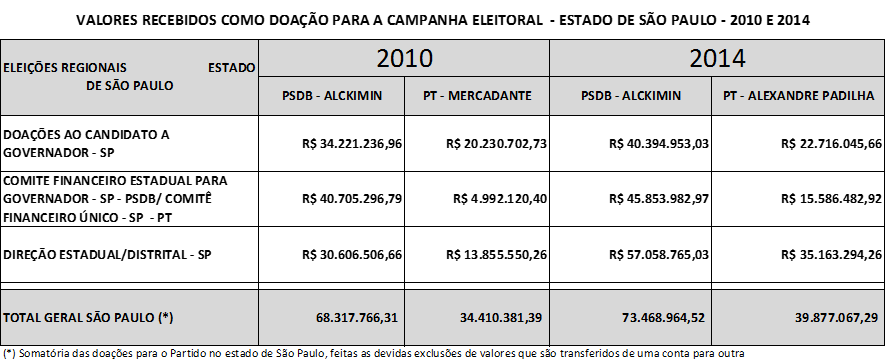 VALORES RECEBIDOS COMO DOAÇÃO PARA A CAMPANHA ELEITORAL - ESTADO DE SÃO PAULO - 2010 E 2014
ELEIÇÕES REGIONAIS ESTADO
DE SÃO PAULO
2010
2014
PSDB - ALCKIMIN
PT - MERCADANTE
PSDB - ALCKIMIN
PT - ALEXANDRE PADILHA
DOAÇÕES AO CANDIDATO A
GOVERNADOR - SP
R$ 34.221.236,96
R$ 20.230.702,73
R$ 40.394.953,03
R$ 22.716.045,66
COMITE FINANCEIRO ESTADUAL PARA
GOVERNADOR - SP - PSDB/ COMITÊ
FINANCEIRO ÚNICO - SP - PT
R$ 40.705.296,79
R$ 4.992.120,40
R$ 45.853.982,97
R$ 15.586.482,92
DIREÇÃO ESTADUAL/DISTRITAL - SP
R$ 30.606.506,66
R$ 13.855.550,26
R$ 57.058.765,03
R$ 35.163.294,26
TOTAL GERAL SÃO PAULO (*)
68.317.766,31
34.410.381,39
73.468.964,52
39.877.067,29
(*) Somatória das doações para o Partido no estado de São Paulo, feitas as devidas exclusões de valores que são transferidos de uma conta para outra